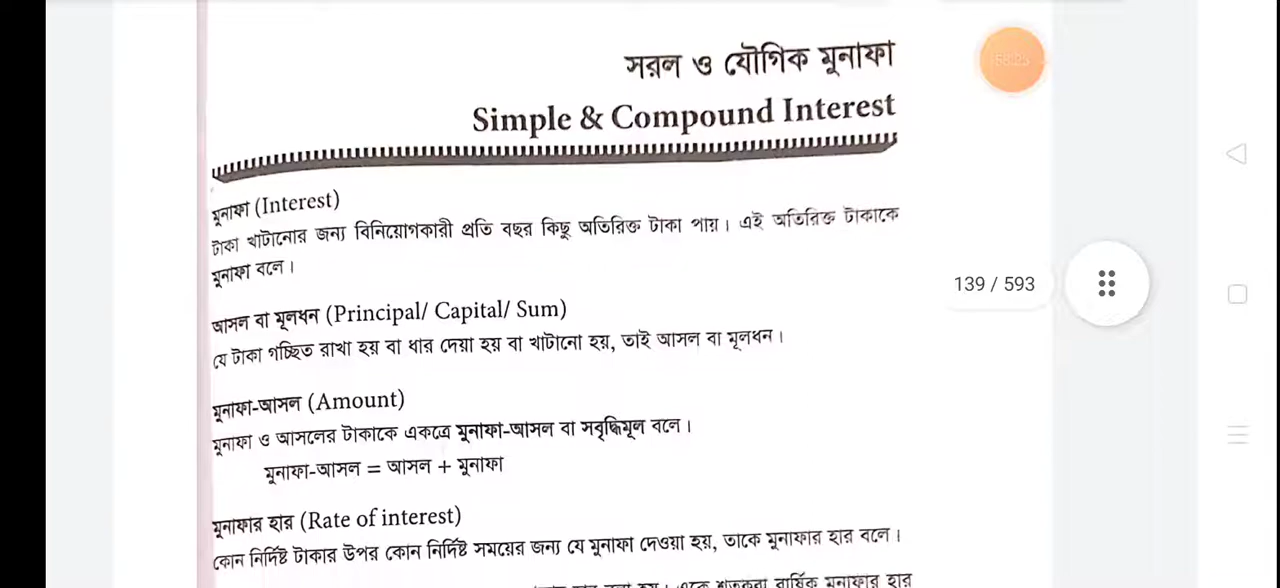 সরল ও যৌগিক মুনাফা
Simple & Compound Interest
মুনাফা (Interest)
টাকা খাটানোর জন্য বিনিয়োগকারী প্রতি বছর কিছু অতিরিক্ত টাকা পায়। এই অতিরিক্ত টাকাকে
মুনাফা বলে।
139 / 593
আসল বা মূলধন (Principal/ Capital/ Sum)
যে টাকা গচ্ছিত রাখা হয় বা ধার দেয়া হয় বা খাটানো হয়, তাই আসল বা মূলধন।
মুনাফা-আসল (Amount)
মুনাফা ও আসলের টাকাকে একত্রে মুনাফা-আসল বা সবৃদ্ধিমূল বলে।
মুনাফা-আসল = আসল + মুনাফা
মুনাফার হার (Rate of interest)
কোন নির্দিষ্ট টাকার উপর কোন নির্দিষ্ট সময়ের জন্য যে মুনাফা দেওয়া হয়, তাকে মুনাফার হার বলে।
শতকরা বার্ষিক মুনাফার হার